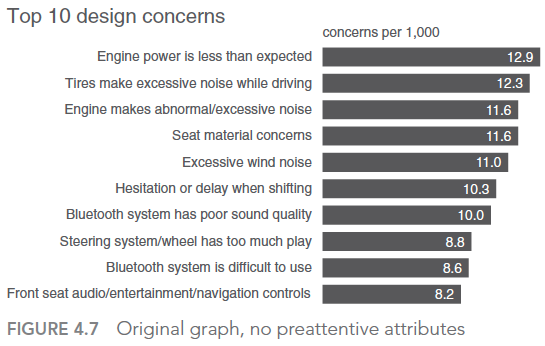 Top 10 design concerns
concerns per 1,000
Engine power is less than expected 12.9
Tires make excessive noise while driving 12.3
Engine makes abnormal/excessive noise 11.6
Seat material concerns 11.6
Excessive wind noise 11.0
Hesitation or delay when shifting 10.3
Bluetooth system has poor sound quality 10.0
Steering system/wheel has too much play 8.8
Bluetooth system is difficult to use 8.6
Front seat audio/entertainment/navigation controls 8.2
FIGURE 4.7 Original graph, no preattentive attributes